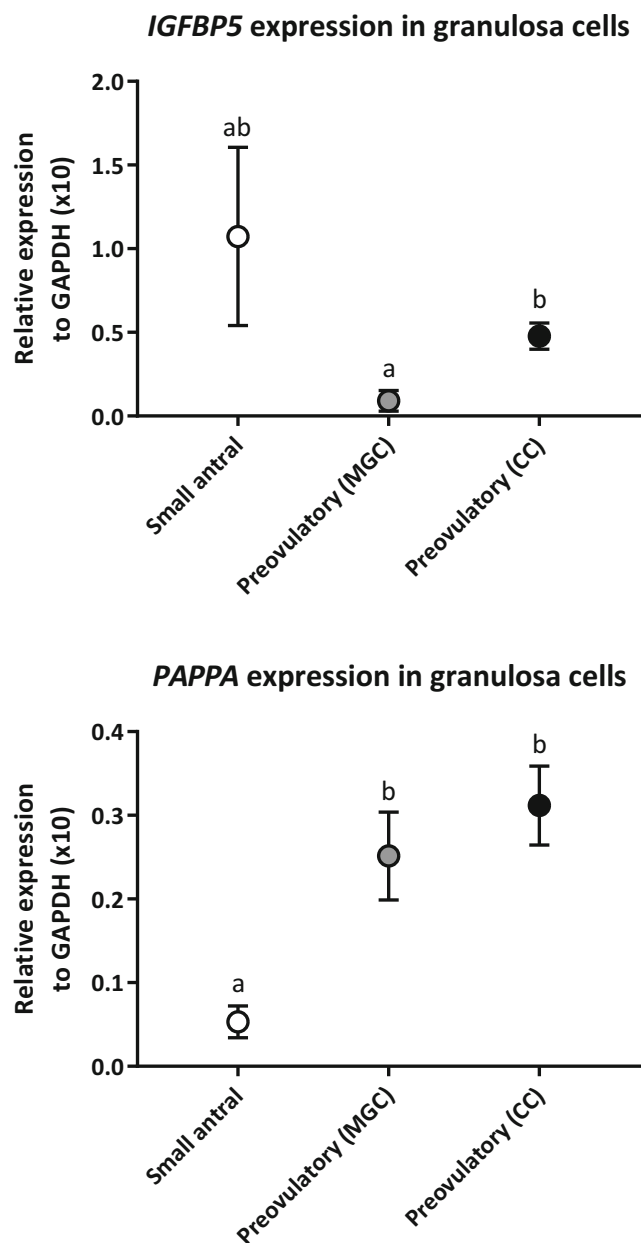 IGFBP5 expression in granulosa cells
Relative expression
to GAPDH (x10)
2.0
1.5
1.0
0.5
0.0
ab
a
b
Small antral
Preovulatory (MGC)
Preovulatory (CC)
PAPPA expression in granulosa cells
Relative expression
to GAPDH (x10)
0.4
0.3
0.2
0.1
0.0
a
b
b
Small antral
Preovulatory (MGC)
Preovulatory (CC)